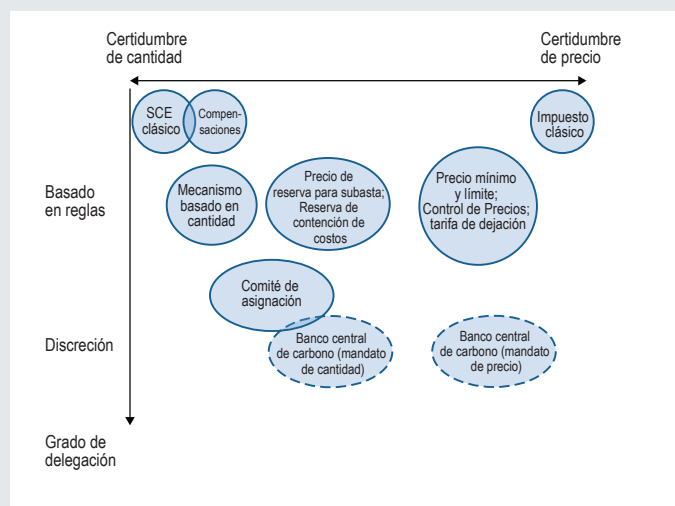 Certidumbre
de cantidad
Certidumbre
de precio
SCE
clásico
Compen-
saciones
Impuesto
clásico
Basado
en reglas
Mecanismo
basado en
cantidad
Precio de
reserva para subasta;
Reserva de
contención de
costos
Precio mínimo
y límite;
Control de Precios;
tarifa de dejación
Comité de
asignación
Discreción
Banco central
de carbono (mandato
de cantidad)
Banco central
de carbono (mandato
de precio)
Grado de
delegación